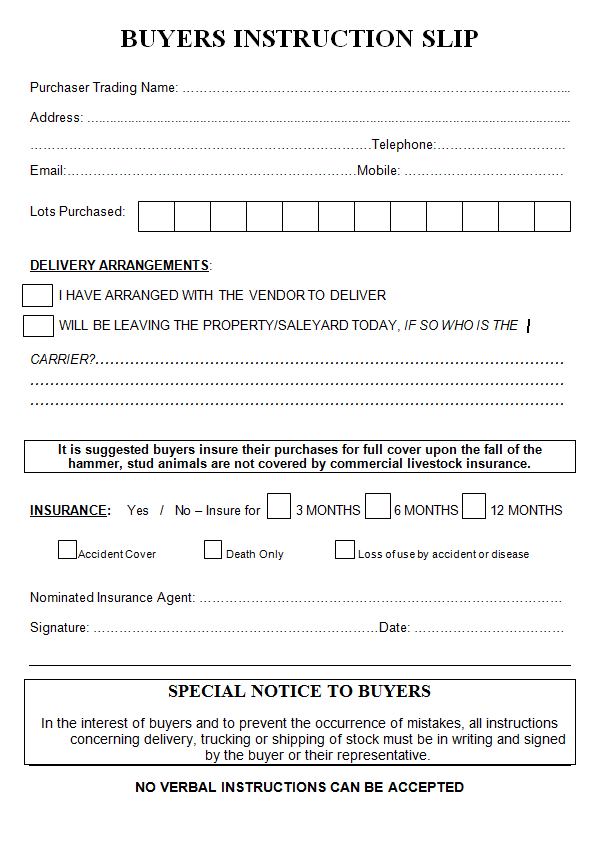 BUYERS INSTRUCTION SLIP
Purchaser Trading Name: ………………………………………………………………………………
Address: ................................................................................................................................
…………………………………………………………………….Telephone:…………………………
Email:……………………………………………………………Mobile: ……………………………….
Lots Purchased:
DELIVERY ARRANGEMENTS:
I HAVE ARRANGED WITH THE VENDOR TO DELIVER
WILL BE LEAVING THE PROPERTY/SALEYARD TODAY, IF SO WHO IS THE
CARRIER?……………………………………………………………………………
………………………………………………………………………………………
………………………………………………………………………………………
It is suggested buyers insure their purchases for full cover upon the fall of the
hammer, stud animals are not covered by commercial livestock insurance.
INSURANCE: Yes / No – Insure for 3 MONTHS 6 MONTHS 12 MONTHS
Accident Cover Death Only Loss of use by accident or disease
Nominated Insurance Agent: …………………………………………………………………………
Signature: …………………………………………………………Date: ………………………………
SPECIAL NOTICE TO BUYERS
In the interest of buyers and to prevent the occurrence of mistakes, all instructions
concerning delivery, trucking or shipping of stock must be in writing and signed
by the buyer or their representative.
NO VERBAL INSTRUCTIONS CAN BE ACCEPTED